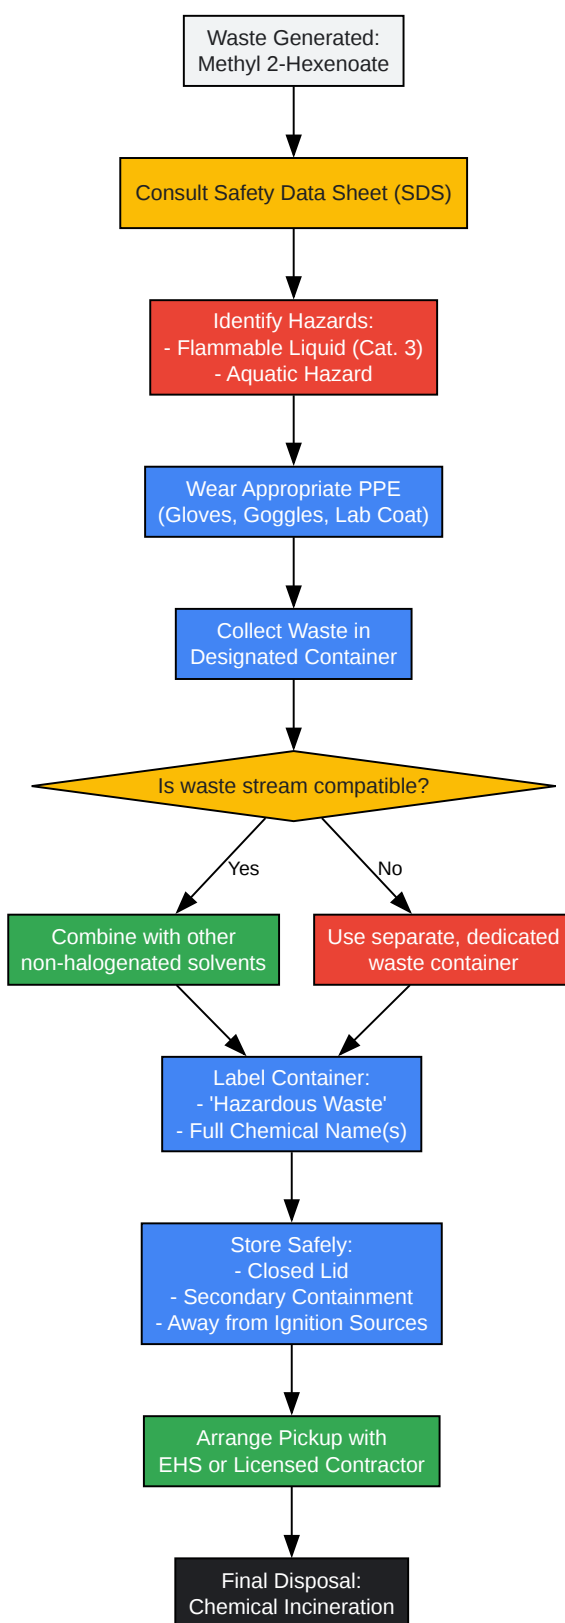 Waste Generated:
Methyl 2-Hexenoate
Consult Safety Data Sheet (SDS)
Identify Hazards:
- Flammable Liquid (Cat. 3)
- Aquatic Hazard
Wear Appropriate PPE
(Gloves, Goggles, Lab Coat)
Collect Waste in
Designated Container
Is waste stream compatible?
Yes
No
Combine with other
non-halogenated solvents
Use separate, dedicated
waste container
Label Container:
- 'Hazardous Waste'
- Full Chemical Name(s)
Store Safely:
- Closed Lid
- Secondary Containment
- Away from Ignition Sources
Arrange Pickup with
EHS or Licensed Contractor
Final Disposal:
Chemical Incineration